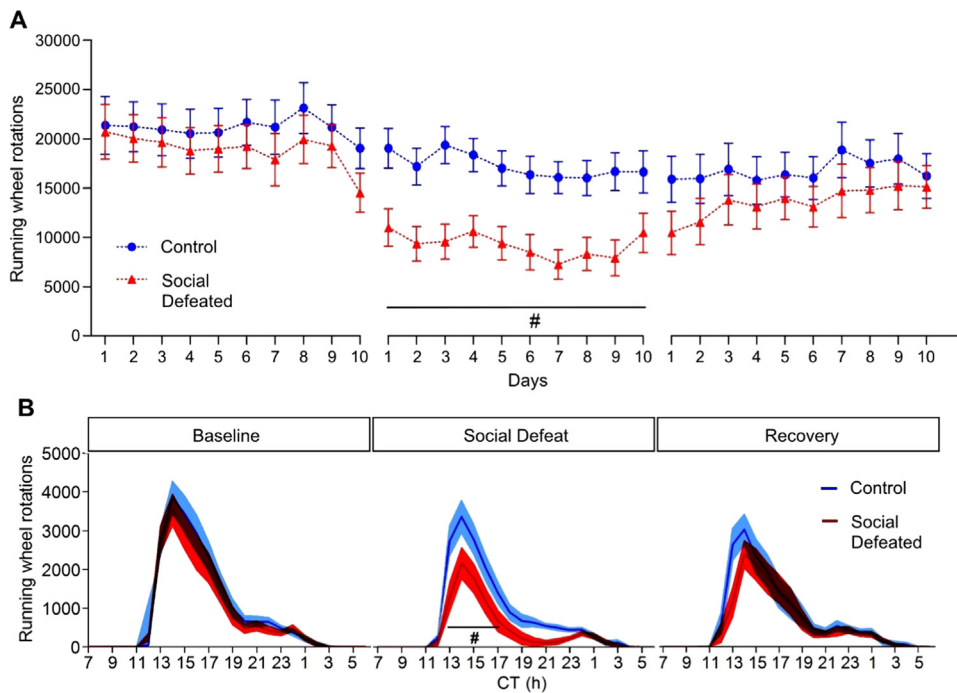 A
30000
25000
20000
15000
10000
5000
0
Running wheel rotations
Control
Social
Defeated
#
1 2 3 4 5 6 7 8 9 10 1 2 3 4 5 6 7 8 9 10 1 2 3 4 5 6 7 8 9 10
Days
B
Baseline Social Defeat Recovery
5000
4000
3000
2000
1000
0
Running wheel rotations
Control
Social
Defeated
#
7 9 11 13 15 17 19 21 23 1 3 5 7 9 11 13 15 17 19 21 23 1 3 5 7 9 11 13 15 17 19 21 23 1 3 5
CT (h)